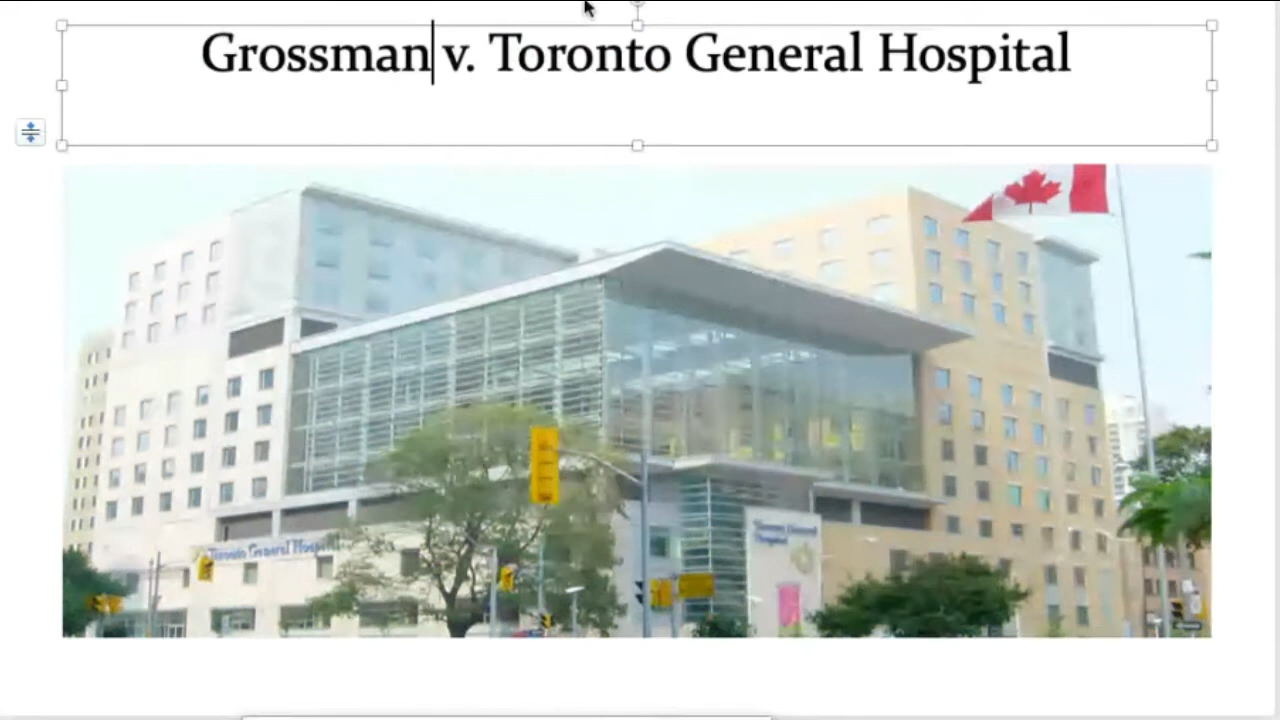 Grossman v. Toronto General Hospital
Toronto General Hospital
Toronto General
Hospital